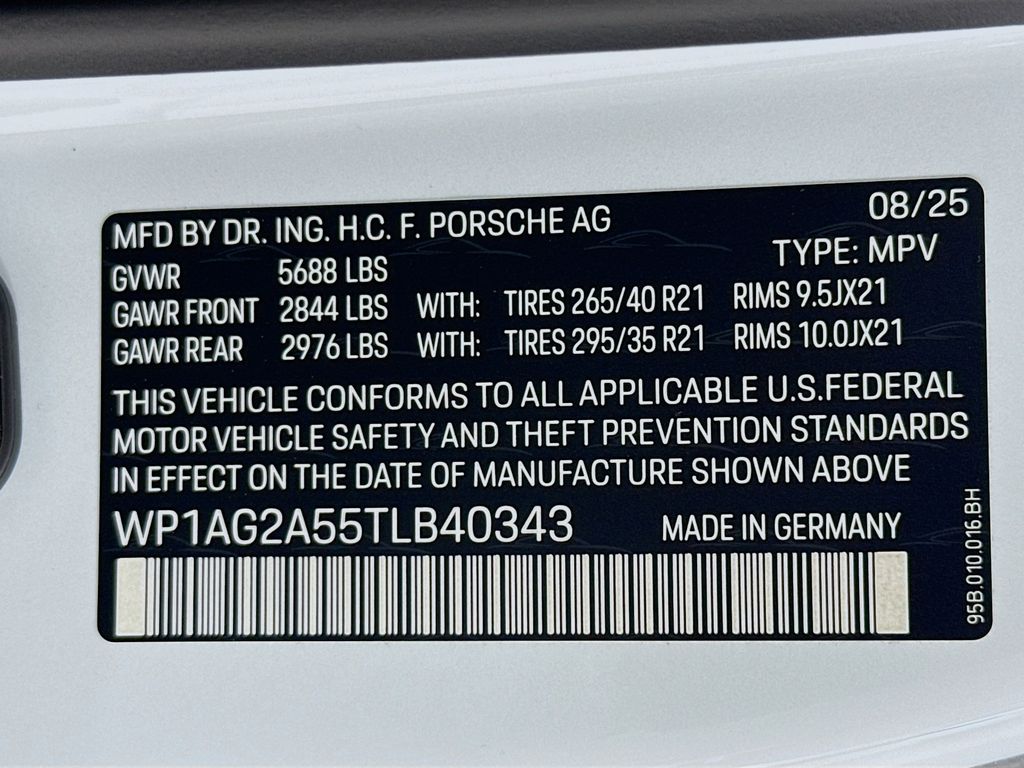 MFD BY DR. ING. H.C. F. PORSCHE AG 08/25
TYPE: MPV
GVWR 5688 LBS
GAWR FRONT 2844 LBS WITH: TIRES 265/40 R21 RIMS 9.5JX21
GAWR REAR 2976 LBS WITH: TIRES 295/35 R21 RIMS 10.0JX21
THIS VEHICLE CONFORMS TO ALL APPLICABLE U.S.FEDERAL
MOTOR VEHICLE SAFETY AND THEFT PREVENTION STANDARDS
IN EFFECT ON THE DATE OF MANUFACTURE SHOWN ABOVE
WP1AG2A55TLB40343 MADE IN GERMANY
95B.010.016.BH